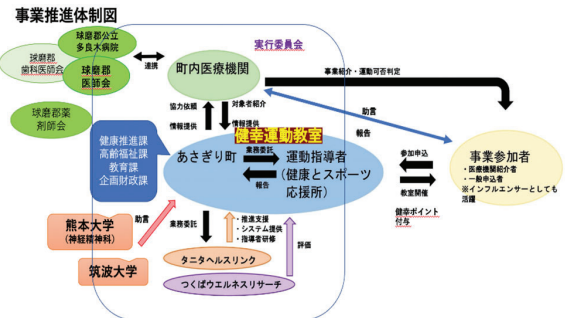 事業推進体制図
実行委員会
球磨郡公立
多良木病院
球磨郡
歯科医師会
球磨郡
医師会
球磨郡薬
剤師会
連携
町内医療機関
事業紹介・運動可否判定
協力依頼
情報提供
対象者紹介
情報提供
助言
報告
健康推進課
高齢福祉課
教育課
企画財政課
健幸運動教室
あさぎり町
業務委託
報告
運動指導者
（健康とスポーツ
応援所）
参加申込
教室開催
健幸ポイント
付与
事業参加者
・医療機関紹介者
・一般申込者
※インフルエンサーとしても
活躍
熊本大学
（神経精神科）
筑波大学
助言
業務委託
・推進支援
・システム提供
・指導者研修
評価
タニタヘルスリンク
つくばウエルネスリサーチ